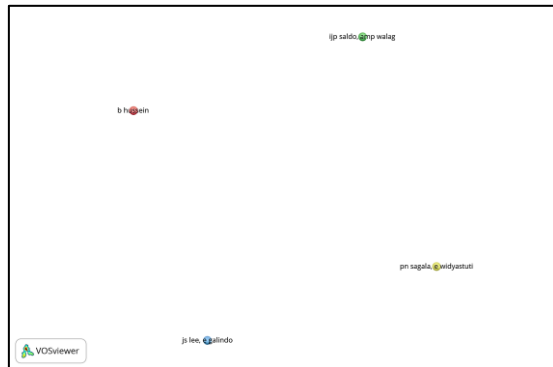 ijp saldo, amp walag
b hussein
pn sagala, g widyastuti
js lee, e galindo
VOSviewer